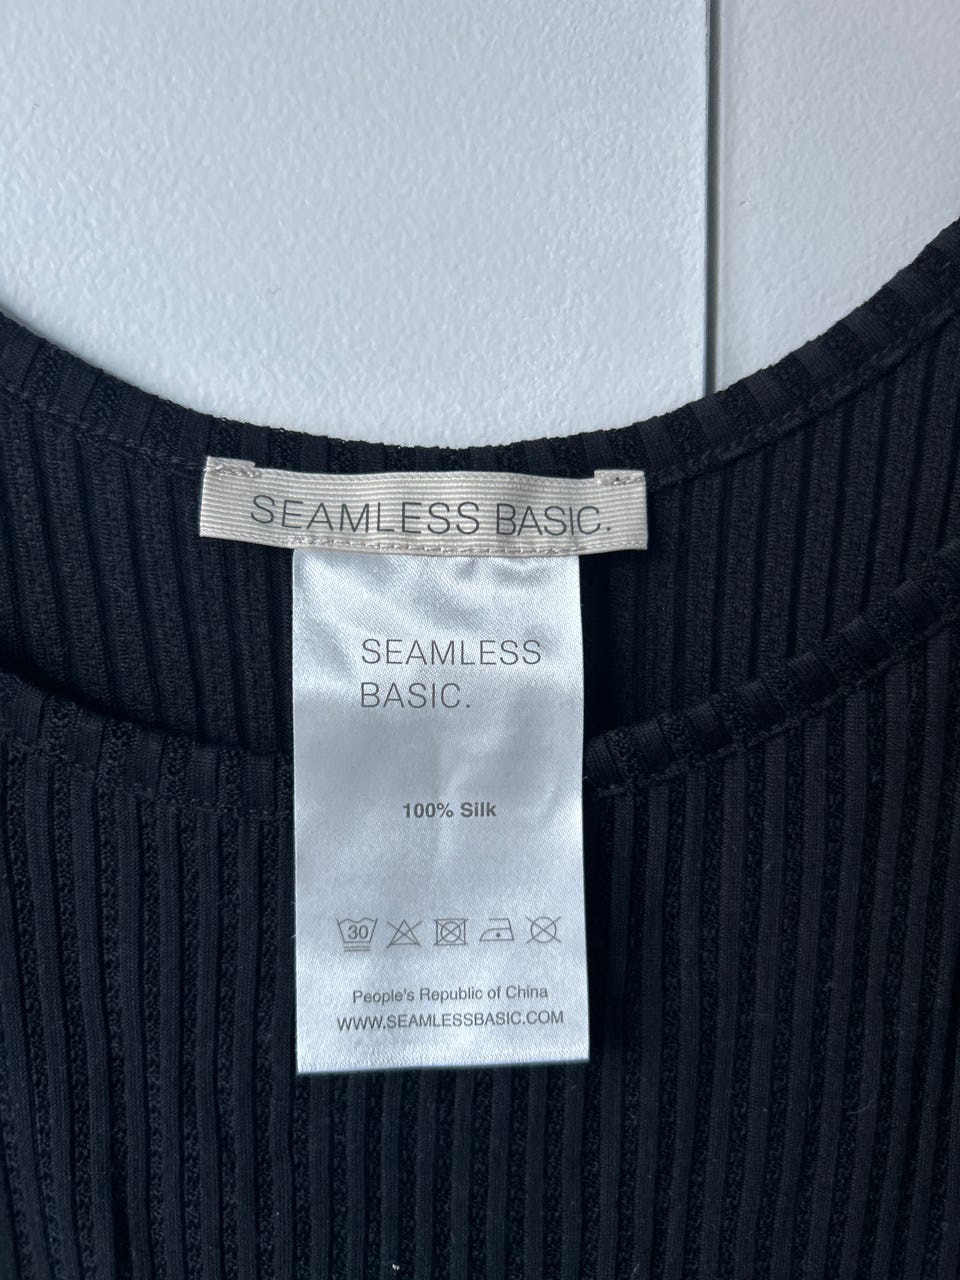 SEAMLESS BASIC.
SEAMLESS
BASIC.
100% Silk
30
People's Republic of China
WWW.SEAMLESSBASIC.COM